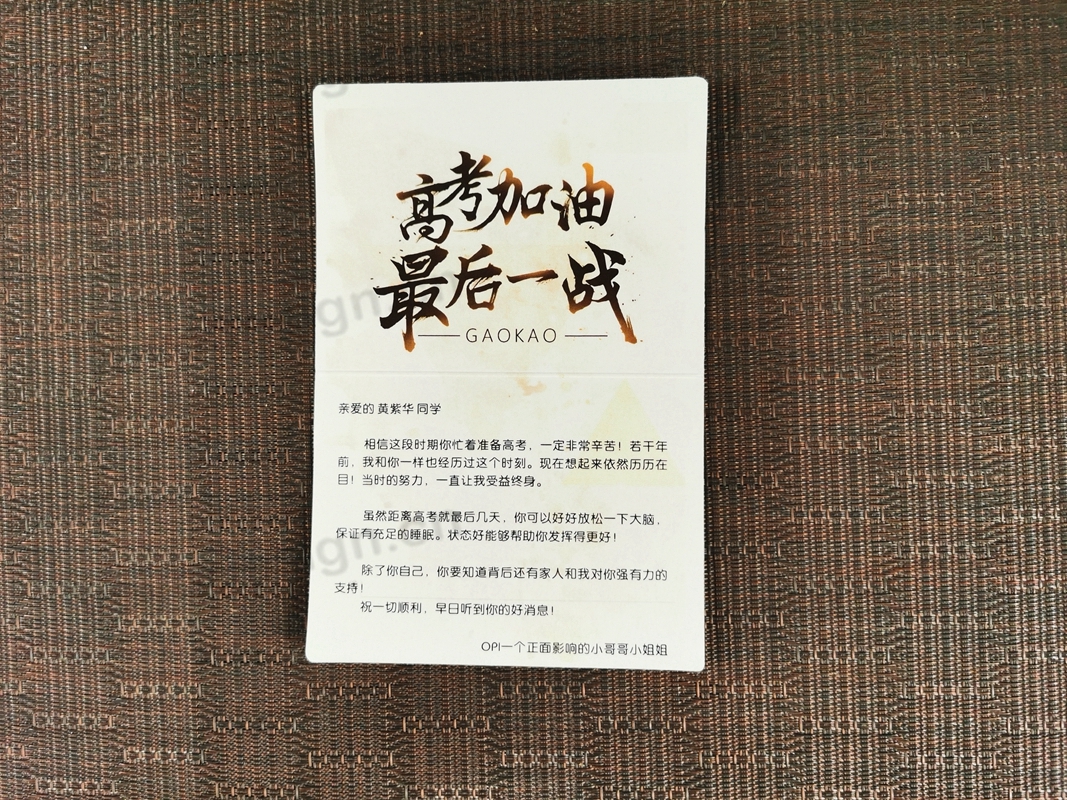 高考加油
最后一战
GAOKAO
亲爱的 黄紫华 同学
相信这段时期你忙着准备高考，一定非常辛苦！若干年
前，我和你一样也经历过这个时刻。现在想起来依然历历在
目！当时的努力，一直让我受益终身。
虽然距离高考就最后几天，你可以好好放松一下大脑，
保证有充足的睡眠。状态好能够帮助你发挥得更好！
除了你自己，你要知道背后还有家人和我对你强有力的
支持！
祝一切顺利，早日听到你的好消息！
OPI一个正面影响的小哥哥小姐姐